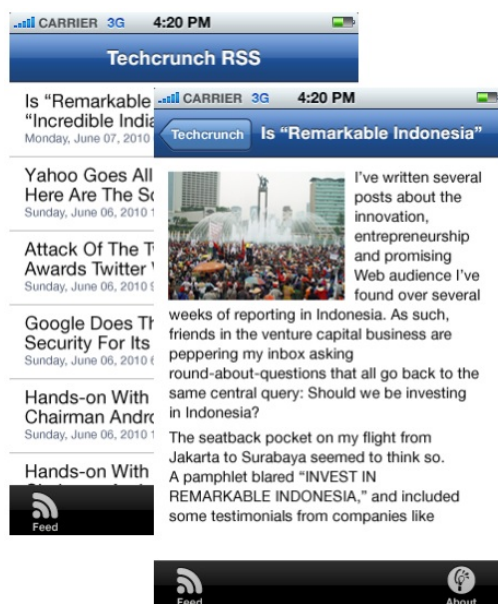 CARRIER 3G 4:20 PM
Techcrunch RSS
Is “Remarkable
“Incredible India
Monday, June 07, 2010
Yahoo Goes All
Here Are The
Sunday, June 06, 2010
Attack Of The
Awards Twitter
Sunday, June 06, 2010
Google Does
Security For Its
Sunday, June 06, 2010
Hands-on With
Chairman
Sunday, June 06, 2010
Hands-on With
Feed
CARRIER 3G 4:20 PM
Techcrunch
Is “Remarkable Indonesia”
I've written several
posts about the
innovation,
entrepreneurship
and promising
Web audience I've
found over several
weeks of reporting in Indonesia. As such,
friends in the venture capital business are
peppering my inbox asking
round-about-questions that all go back to the
same central query: Should we be investing
in Indonesia?
The seatback pocket on my flight from
Jakarta to Surabaya seemed to think so.
A pamphlet blared “INVEST IN
REMARKABLE INDONESIA,” and included
some testimonials from companies like
Feed
About